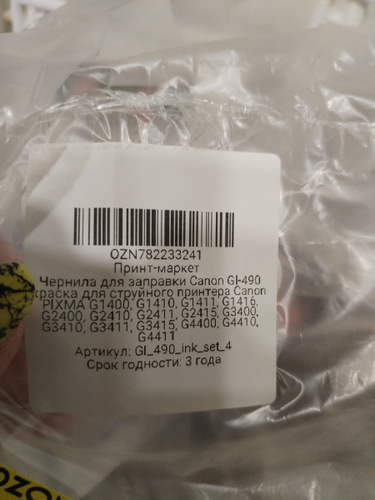 OZN782233241
Принт-маркет
Чернила для заправки Canon GI-490
краска для струйного принтера Canon
PIXMA G1400, G1410, G1411, G1416,
G2400, G2410, G2411, G2415, G3400,
G3410, G3411, G3415, G4400, G4410,
G4411
Артикул: GI_490_ink_set_4
Срок годности: 3 года
OZON